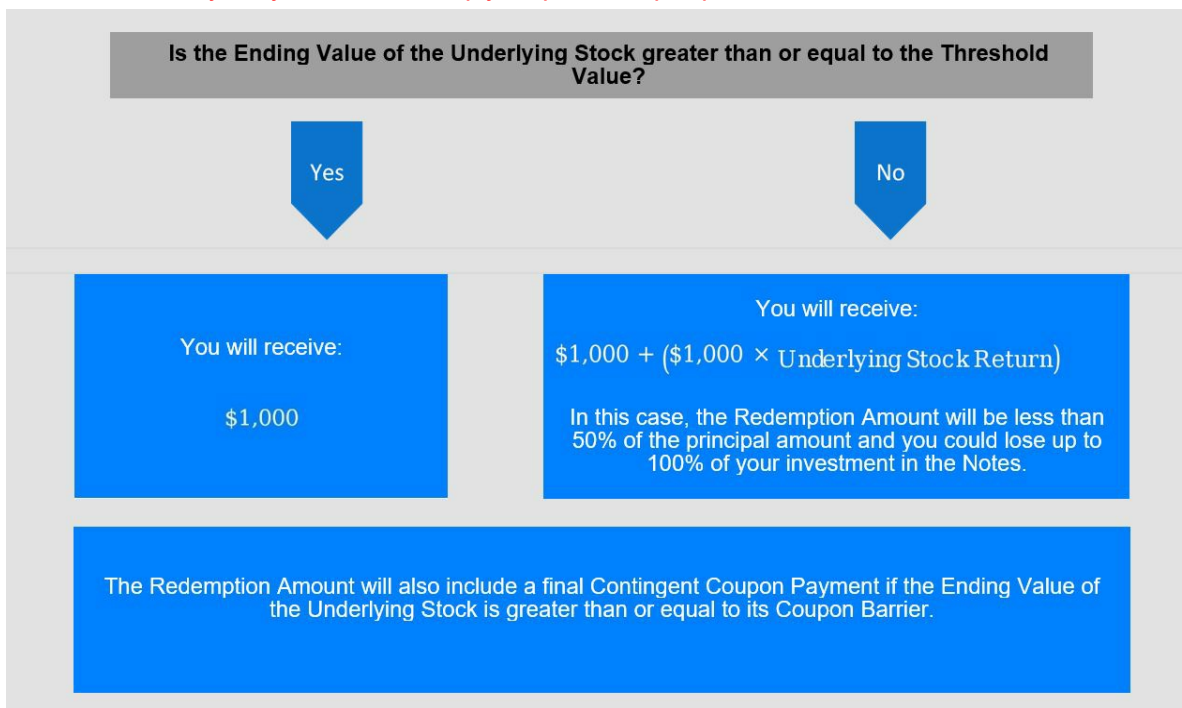 Is the Ending Value of the Underlying Stock greater than or equal to the Threshold
Value?
Yes
No
You will receive:
$1,000
You will receive:
$1,000 + ($1,000 × Underlying Stock Return)
In this case, the Redemption Amount will be less than
50% of the principal amount and you could lose up to
100% of your investment in the Notes.
The Redemption Amount will also include a final Contingent Coupon Payment if the Ending Value of
the Underlying Stock is greater than or equal to its Coupon Barrier.